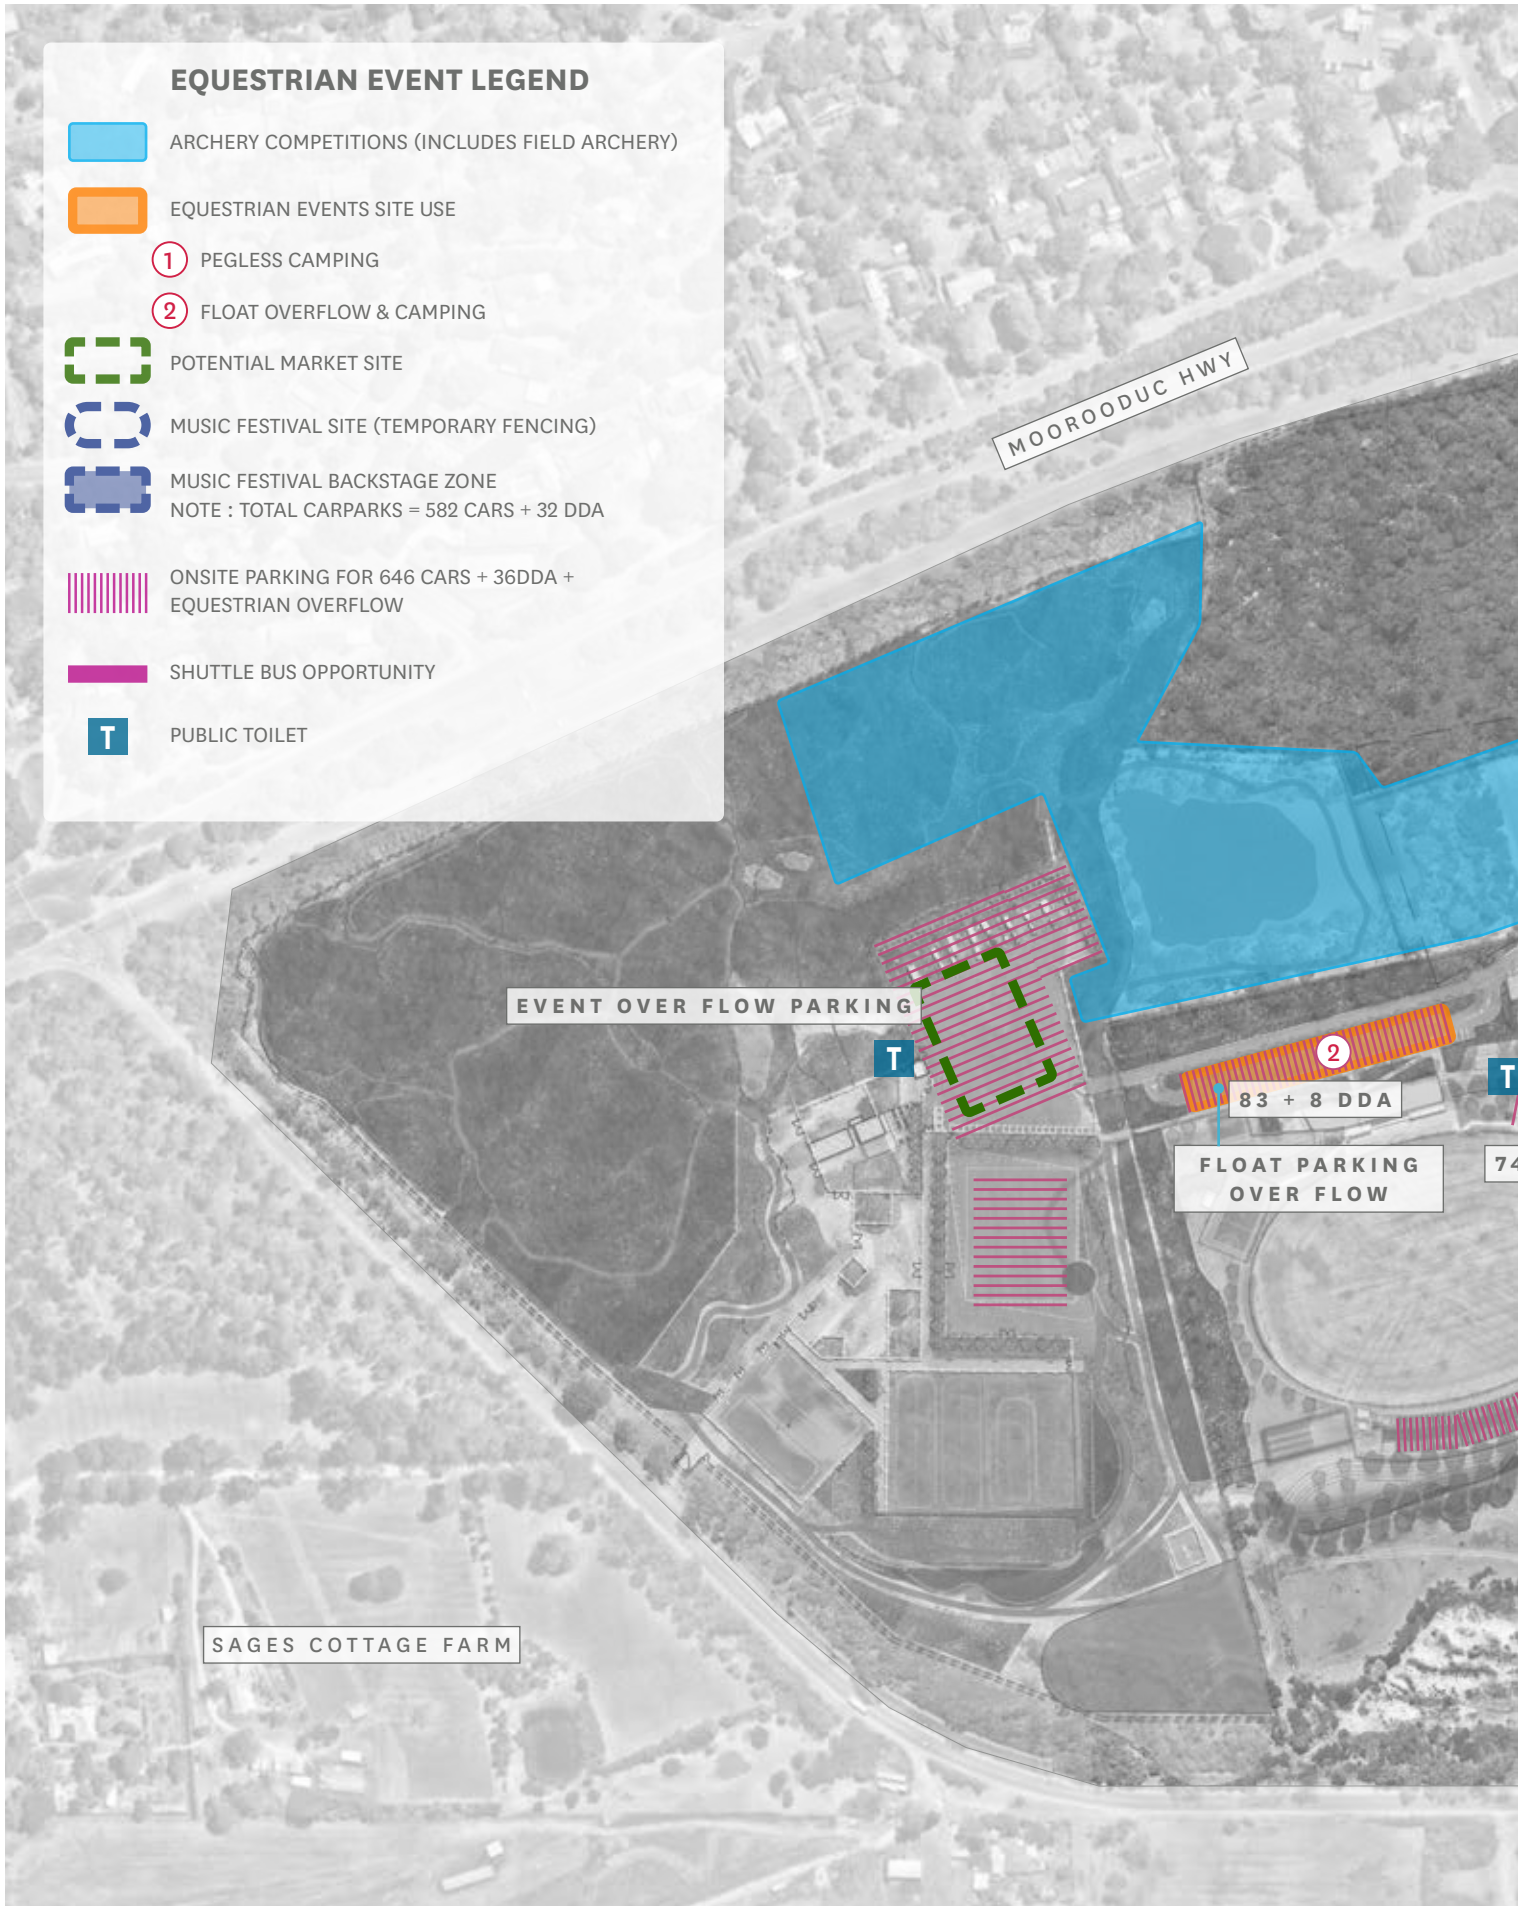 EQUESTRIAN EVENT LEGEND
ARCHERY COMPETITIONS (INCLUDES FIELD ARCHERY)
EQUESTRIAN EVENTS SITE USE
1 PEGLESS CAMPING
2 FLOAT OVERFLOW & CAMPING
POTENTIAL MARKET SITE
MUSIC FESTIVAL SITE (TEMPORARY FENCING)
MUSIC FESTIVAL BACKSTAGE ZONE
NOTE : TOTAL CARPARKS = 582 CARS + 32 DDA
ONSITE PARKING FOR 646 CARS + 36DDA +
EQUESTRIAN OVERFLOW
SHUTTLE BUS OPPORTUNITY
T PUBLIC TOILET
MOOROODUC HWY
EVENT OVER FLOW PARKING
T
2
T
83 + 8 DDA
FLOAT PARKING
OVER FLOW
74
SAGES COTTAGE FARM